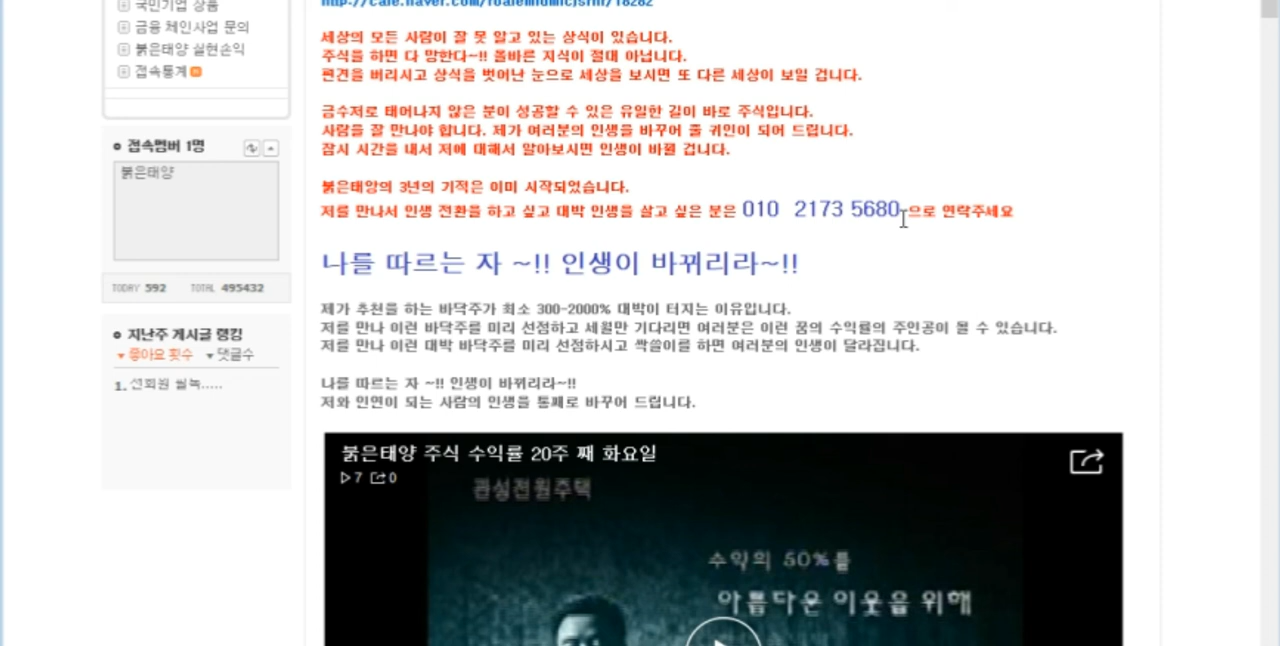 국민기업 상품
금융 체인사업 문의
붉은태양 실현손익
접속통계
접속멤버 1명
붉은태양
TODAY 592 TOTAL 495432
지난주 게시글 랭킹
좋아요 횟수 댓글수
1. 선회원 필독.....
세상의 모든 사람이 잘 못 알고 있는 상식이 있습니다.
주식을 하면 다 망한다~!! 올바른 지식이 절대 아닙니다.
편견을 버리시고 상식을 벗어난 눈으로 세상을 보시면 또 다른 세상이 보일 겁니다.
금수저로 태어나지 않은 분이 성공할 수 있은 유일한 길이 바로 주식입니다.
사람을 잘 만나야 합니다. 제가 여러분의 인생을 바꾸어 줄 귀인이 되어 드립니다.
잠시 시간을 내서 저에 대해서 알아보시면 인생이 바뀔 겁니다.
붉은태양의 3년의 기적은 이미 시작되었습니다.
저를 만나서 인생 전환을 하고 싶고 대박 인생을 살고 싶은 분은 010 2173 5680 으로 연락주세요
나를 따르는 자 ~!! 인생이 바뀌리라~!!
제가 추천을 하는 바닥주가 최소 300-2000% 대박이 터지는 이유입니다.
저를 만나 이런 바닥주를 미리 선점하고 세월만 기다리면 여러분은 이런 꿈의 수익률의 주인공이 될 수 있습니다.
저를 만나 이런 대박 바닥주를 미리 선점하시고 싹쓸이를 하면 여러분의 인생이 달라집니다.
나를 따르는 자 ~!! 인생이 바뀌리라~!!
저와 인연이 되는 사람의 인생을 통째로 바꾸어 드립니다.
붉은태양 주식 수익률 20주 째 화요일
7 0
관성전원주택
수익의 50%를
아름다운 이웃을 위해